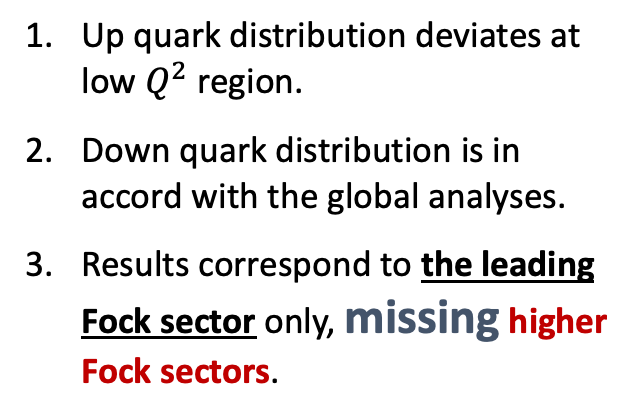 1. Up quark distribution deviates at
low Q² region.
2. Down quark distribution is in
accord with the global analyses.
3. Results correspond to the leading
Fock sector only, missing higher
Fock sectors.